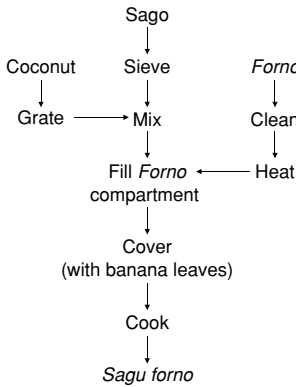 Sago
Coconut Sieve Forno
Grate Mix Clean
Fill Forno Heat
compartment
Cover
(with banana leaves)
Cook
Sagu forno